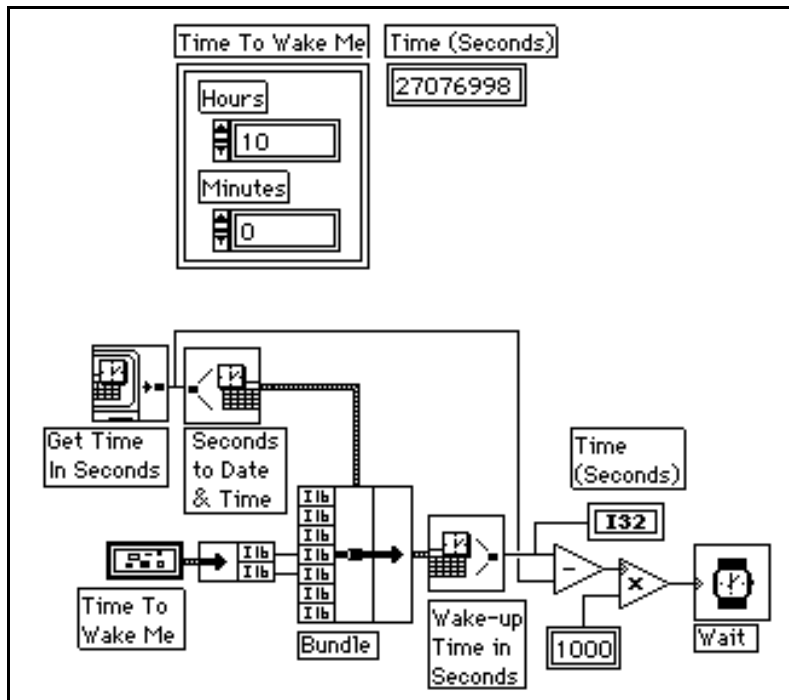 Time To Wake Me
Time (Seconds)
27076998
Hours
10
Minutes
0
Get Time
In Seconds
Seconds
to Date
& Time
Time
(Seconds)
I32
I16
I16
I16
I16
I16
I16
I16
I16
I16
Time To
Wake Me
Bundle
Wake-up
Time in
Seconds
-
x
1000
Wait